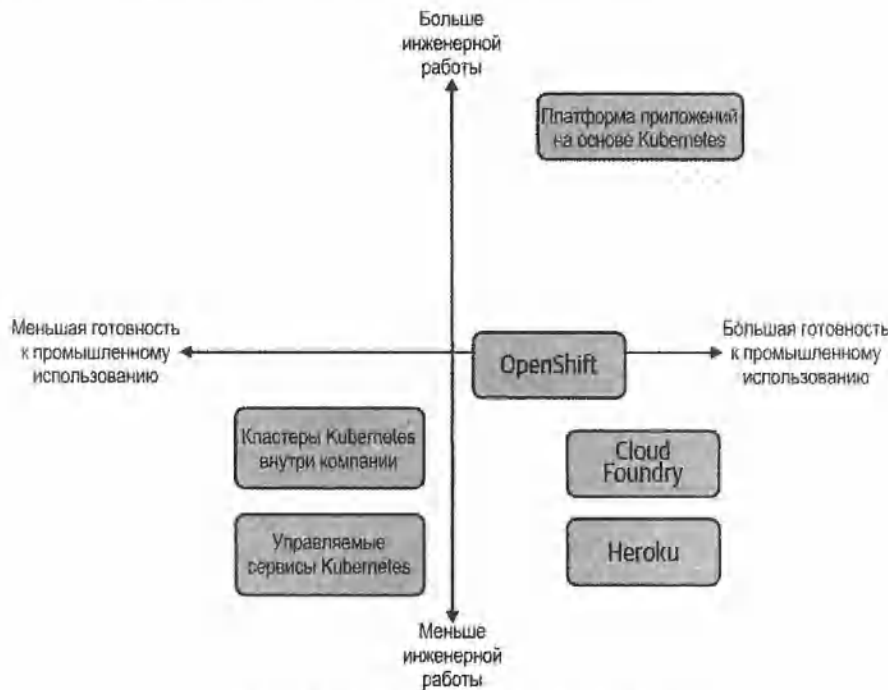 Больше
инженерной
работы
Платформа приложений
на основе Kubernetes
Меньшая готовность
к промышленному
использованию
Бо́льшая готовность
к промышленному
использованию
OpenShift
Кластеры Kubernetes
внутри компании
Cloud
Foundry
Управляемые
сервисы Kubernetes
Heroku
Меньше
инженерной
работы